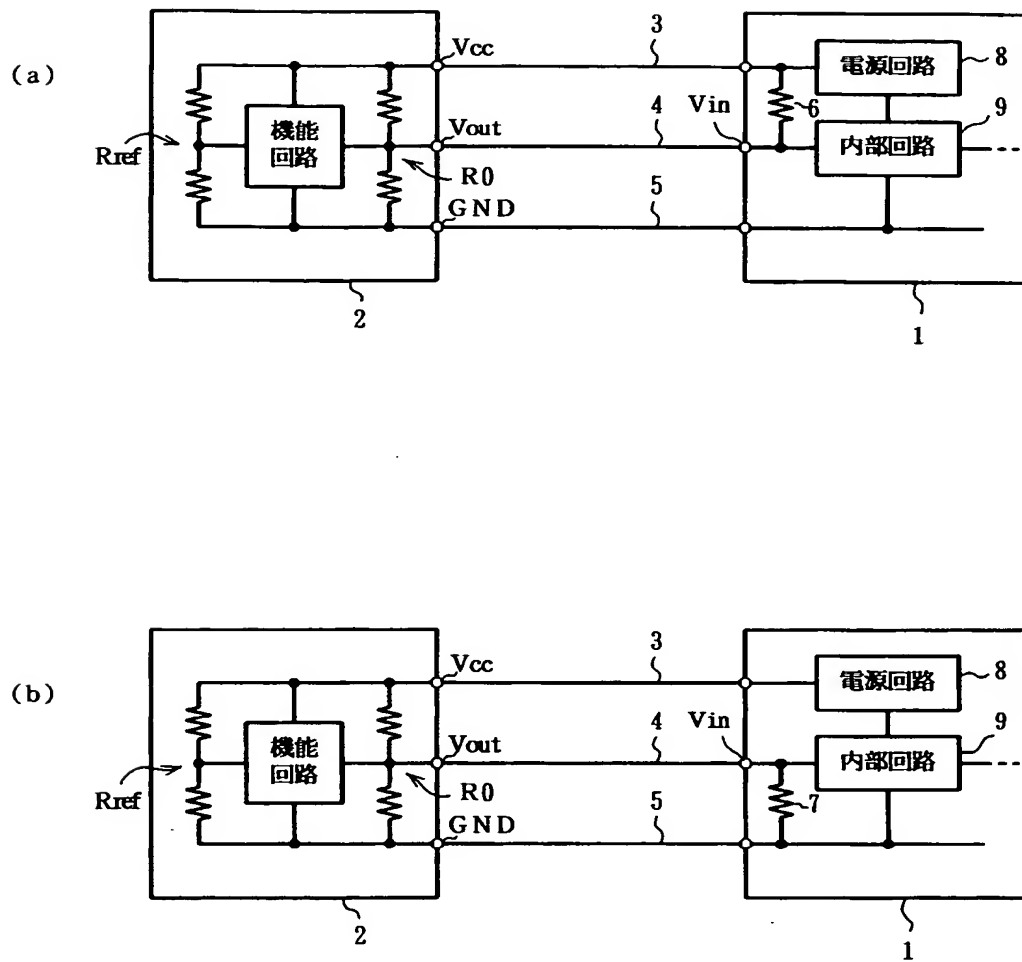 (a)
Vcc
3
電源回路
8
機能
回路
Vout
4
Vin
6
内部回路
9
Rref
R0
GND
5
2
1
(b)
Vcc
3
電源回路
8
機能
回路
Vout
4
Vin
内部回路
9
Rref
R0
7
GND
5
2
1